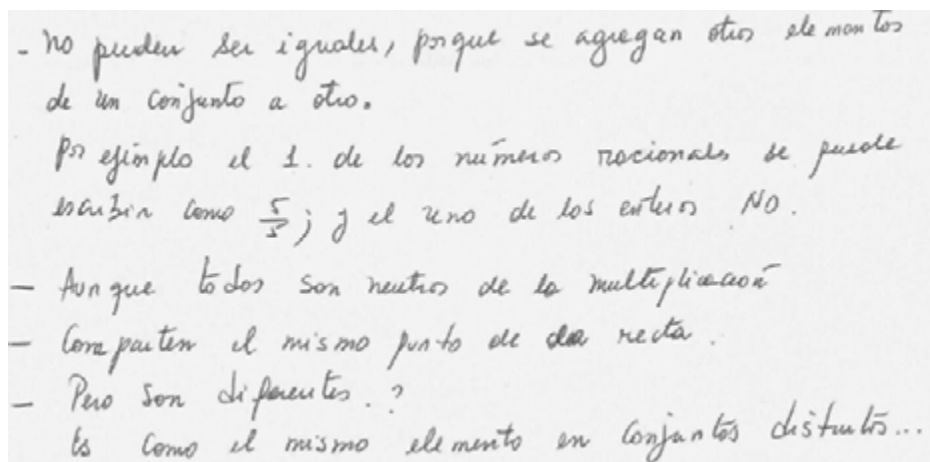 - no pueden ser iguales, porque se agregan otros elementos
de un conjunto a otro.
Por ejemplo el 1. de los números racionales se puede
escribir como 5/5; y el uno de los enteros NO.
- Aunque todos son neutros de la multiplicación
- Comparten el mismo punto de la recta.
- Pero son diferentes.?
Es como el mismo elemento en conjuntos distintos...